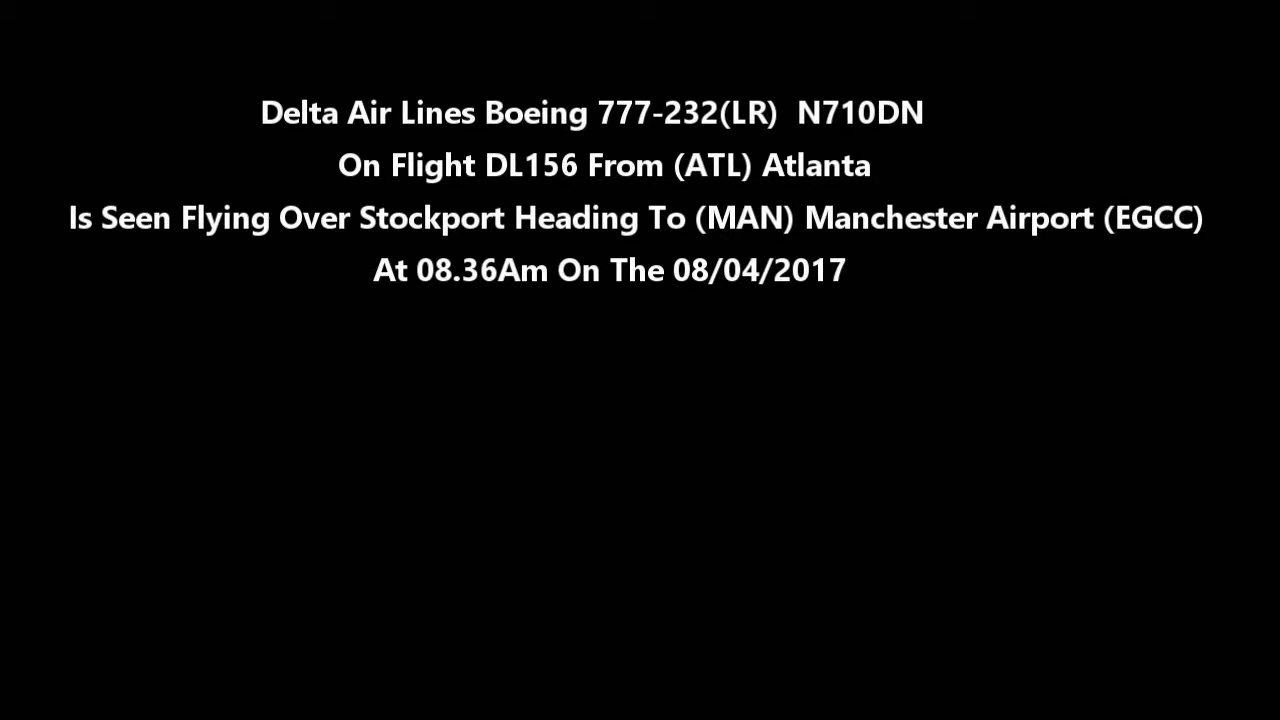 Delta Air Lines Boeing 777-232(LR)  N710DN
On Flight DL156 From (ATL) Atlanta
Is Seen Flying Over Stockport Heading To (MAN) Manchester Airport (EGCC)
At 08.36Am On The 08/04/2017